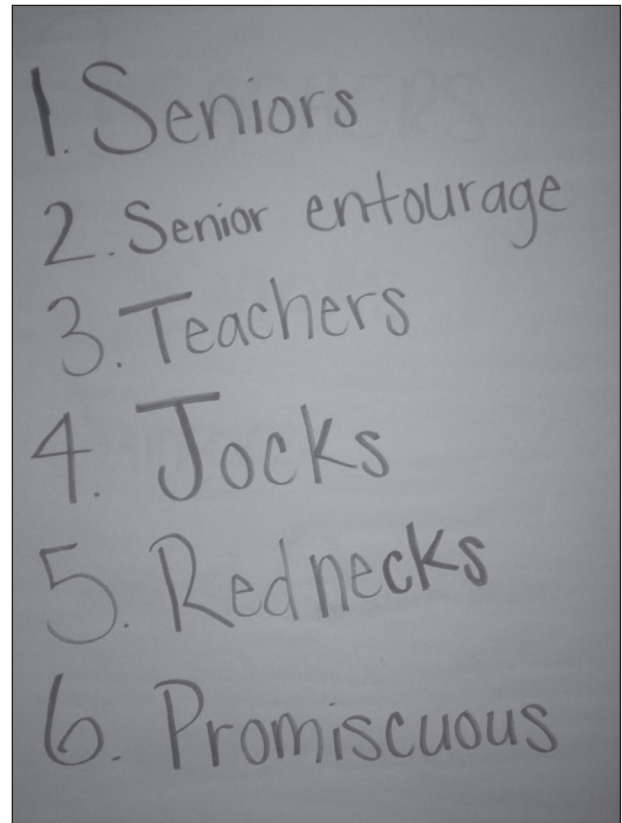 1. Seniors
2. Senior entourage
3. Teachers
4. Jocks
5. Rednecks
6. Promiscuous